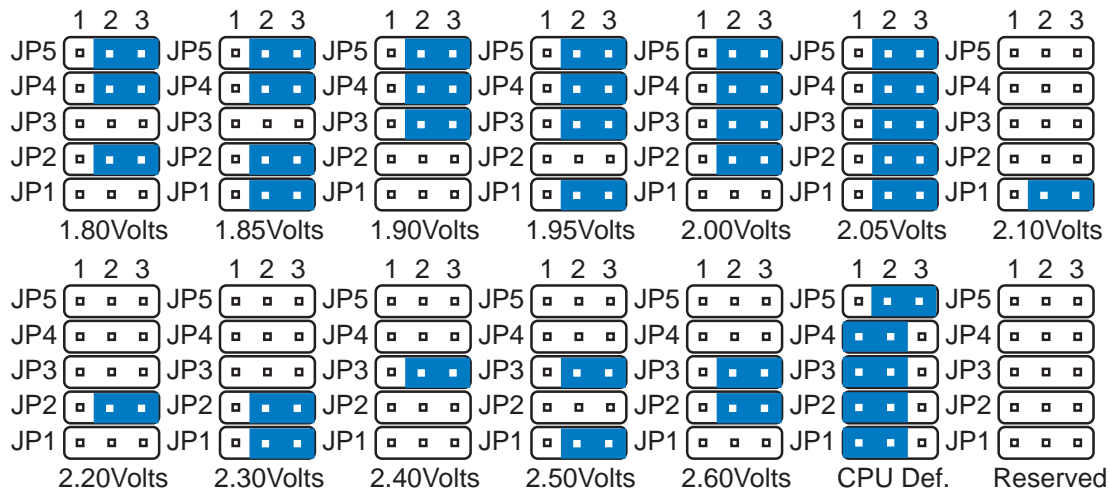 1 2 3 1 2 3 1 2 3 1 2 3 1 2 3 1 2 3 1 2 3
JP5 JP5 JP5 JP5 JP5 JP5 JP5
JP4 JP4 JP4 JP4 JP4 JP4 JP4
JP3 JP3 JP3 JP3 JP3 JP3 JP3
JP2 JP2 JP2 JP2 JP2 JP2 JP2
JP1 JP1 JP1 JP1 JP1 JP1 JP1
1.80Volts 1.85Volts 1.90Volts 1.95Volts 2.00Volts 2.05Volts 2.10Volts
1 2 3 1 2 3 1 2 3 1 2 3 1 2 3 1 2 3 1 2 3
JP5 JP5 JP5 JP5 JP5 JP5 JP5
JP4 JP4 JP4 JP4 JP4 JP4 JP4
JP3 JP3 JP3 JP3 JP3 JP3 JP3
JP2 JP2 JP2 JP2 JP2 JP2 JP2
JP1 JP1 JP1 JP1 JP1 JP1 JP1
2.20Volts 2.30Volts 2.40Volts 2.50Volts 2.60Volts CPU Def. Reserved